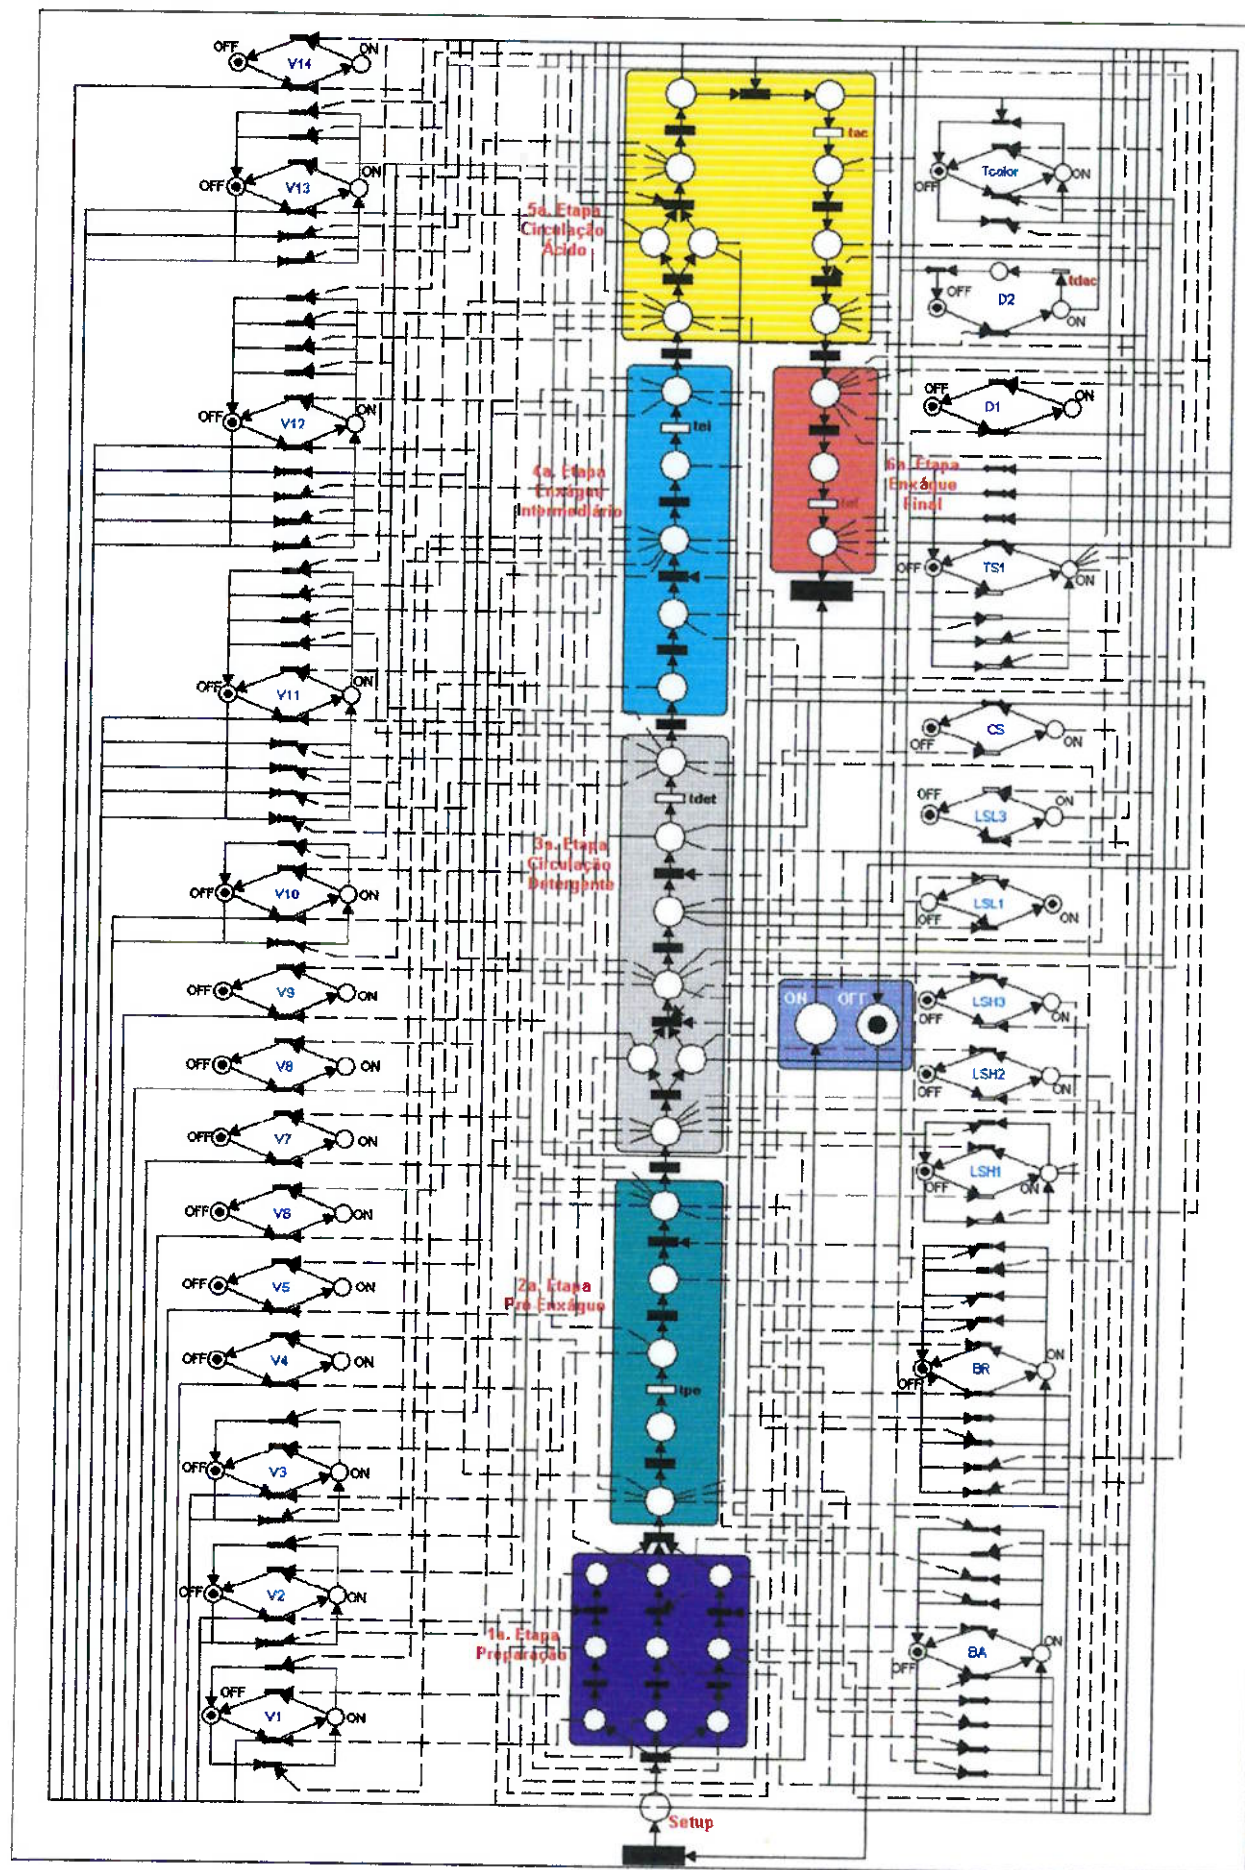 OFF
V14
ON
OFF
V13
ON
OFF
V12
ON
OFF
V11
ON
OFF
V10
ON
OFF
V9
ON
OFF
V8
ON
OFF
V7
ON
OFF
V6
ON
OFF
V5
ON
OFF
V4
ON
OFF
V3
ON
OFF
V2
ON
OFF
V1
ON
5a. Etapa
Circulação
Ácido
tac
4a. Etapa
Enxágue
Intermediário
tei
6a. Etapa
Enxágue
Final
tef
3a. Etapa
Circulação
Detergente
tdet
ON OFF
2a. Etapa
Pré Enxágue
tpe
1a. Etapa
Preparação
Setup
Tcolor
OFF
ON
OFF
D2
tdac
ON
OFF
D1
ON
OFF
TS1
ON
OFF
CS
ON
OFF
LSL3
ON
OFF
LSL1
ON
OFF
LSH3
ON
OFF
LSH2
ON
OFF
LSH1
ON
OFF
BR
ON
OFF
BA
ON